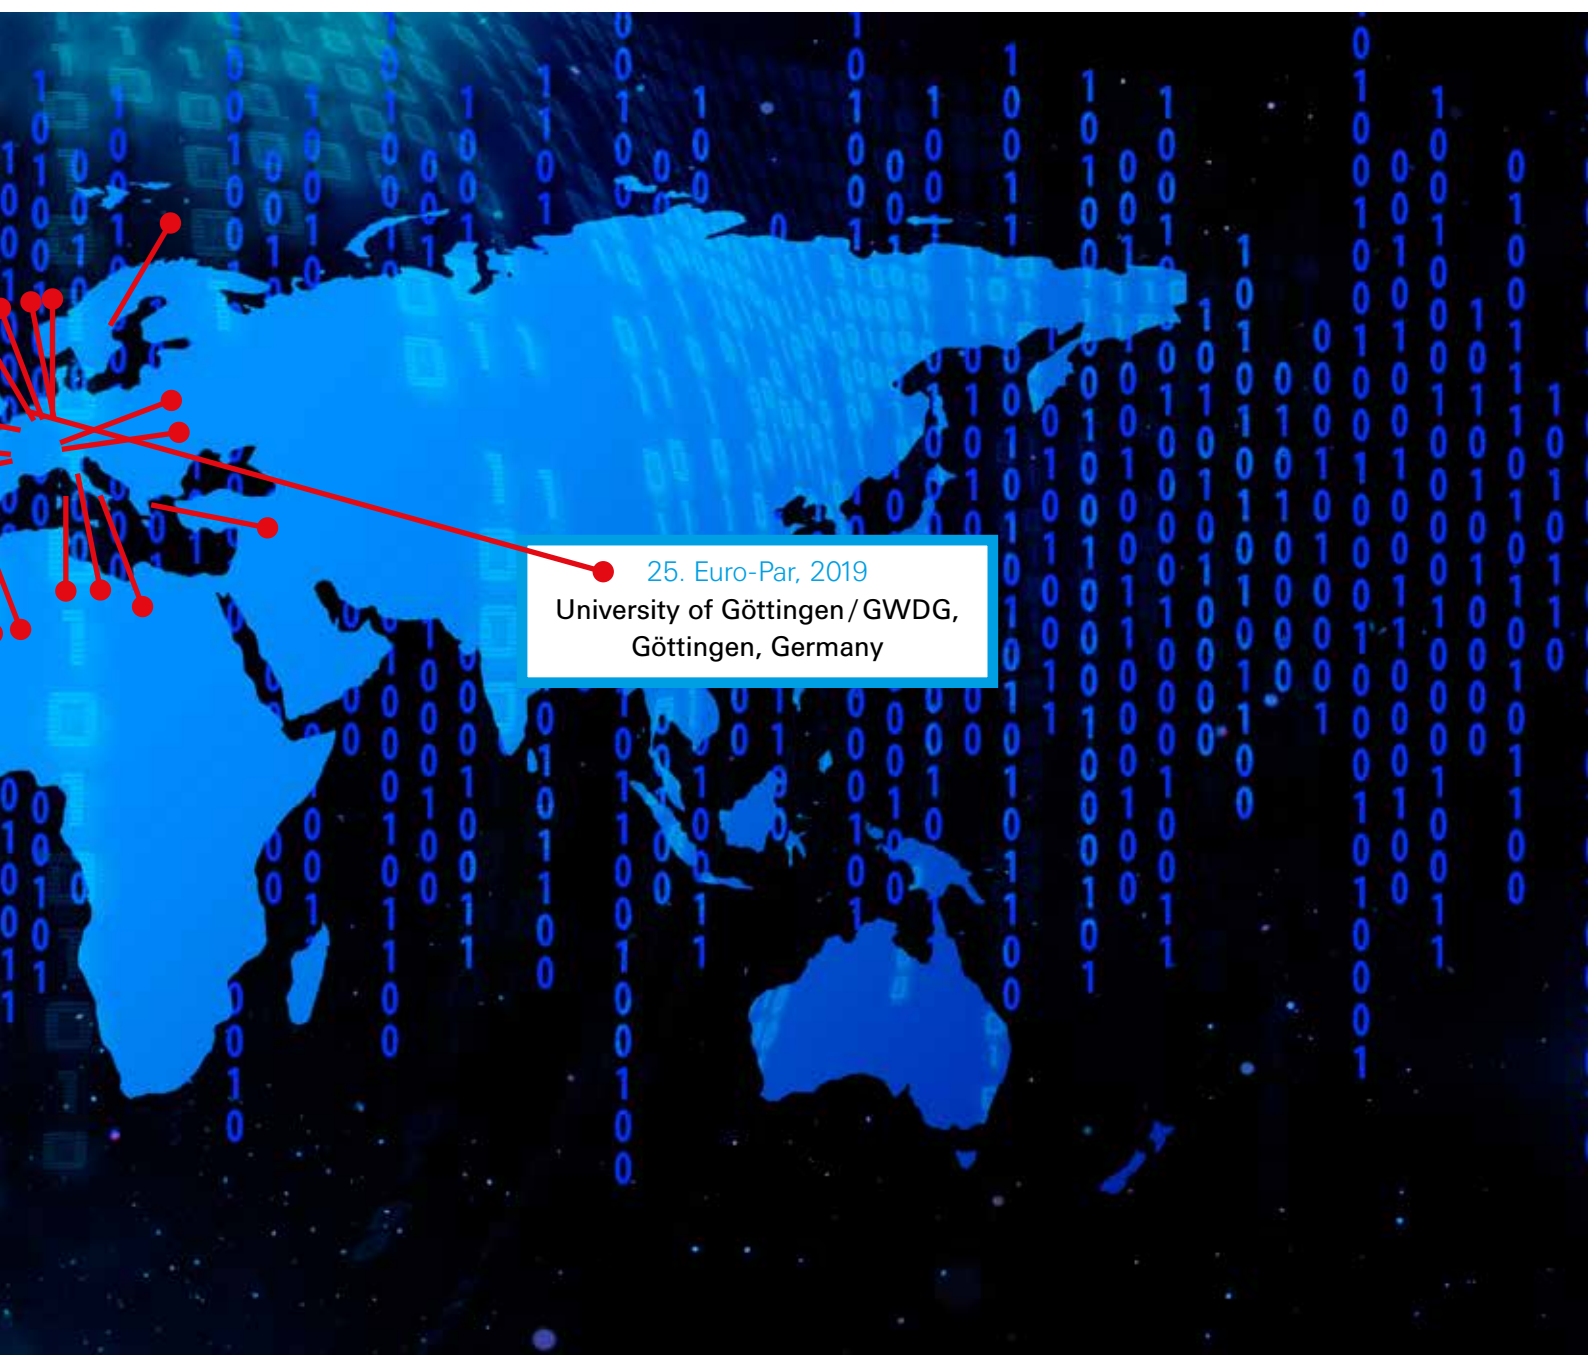 25. Euro-Par, 2019
University of Göttingen / GWDG,
Göttingen, Germany